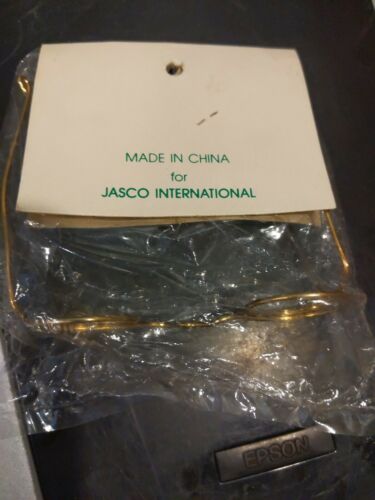 MADE IN CHINA
for
JASCO INTERNATIONAL
EPSON